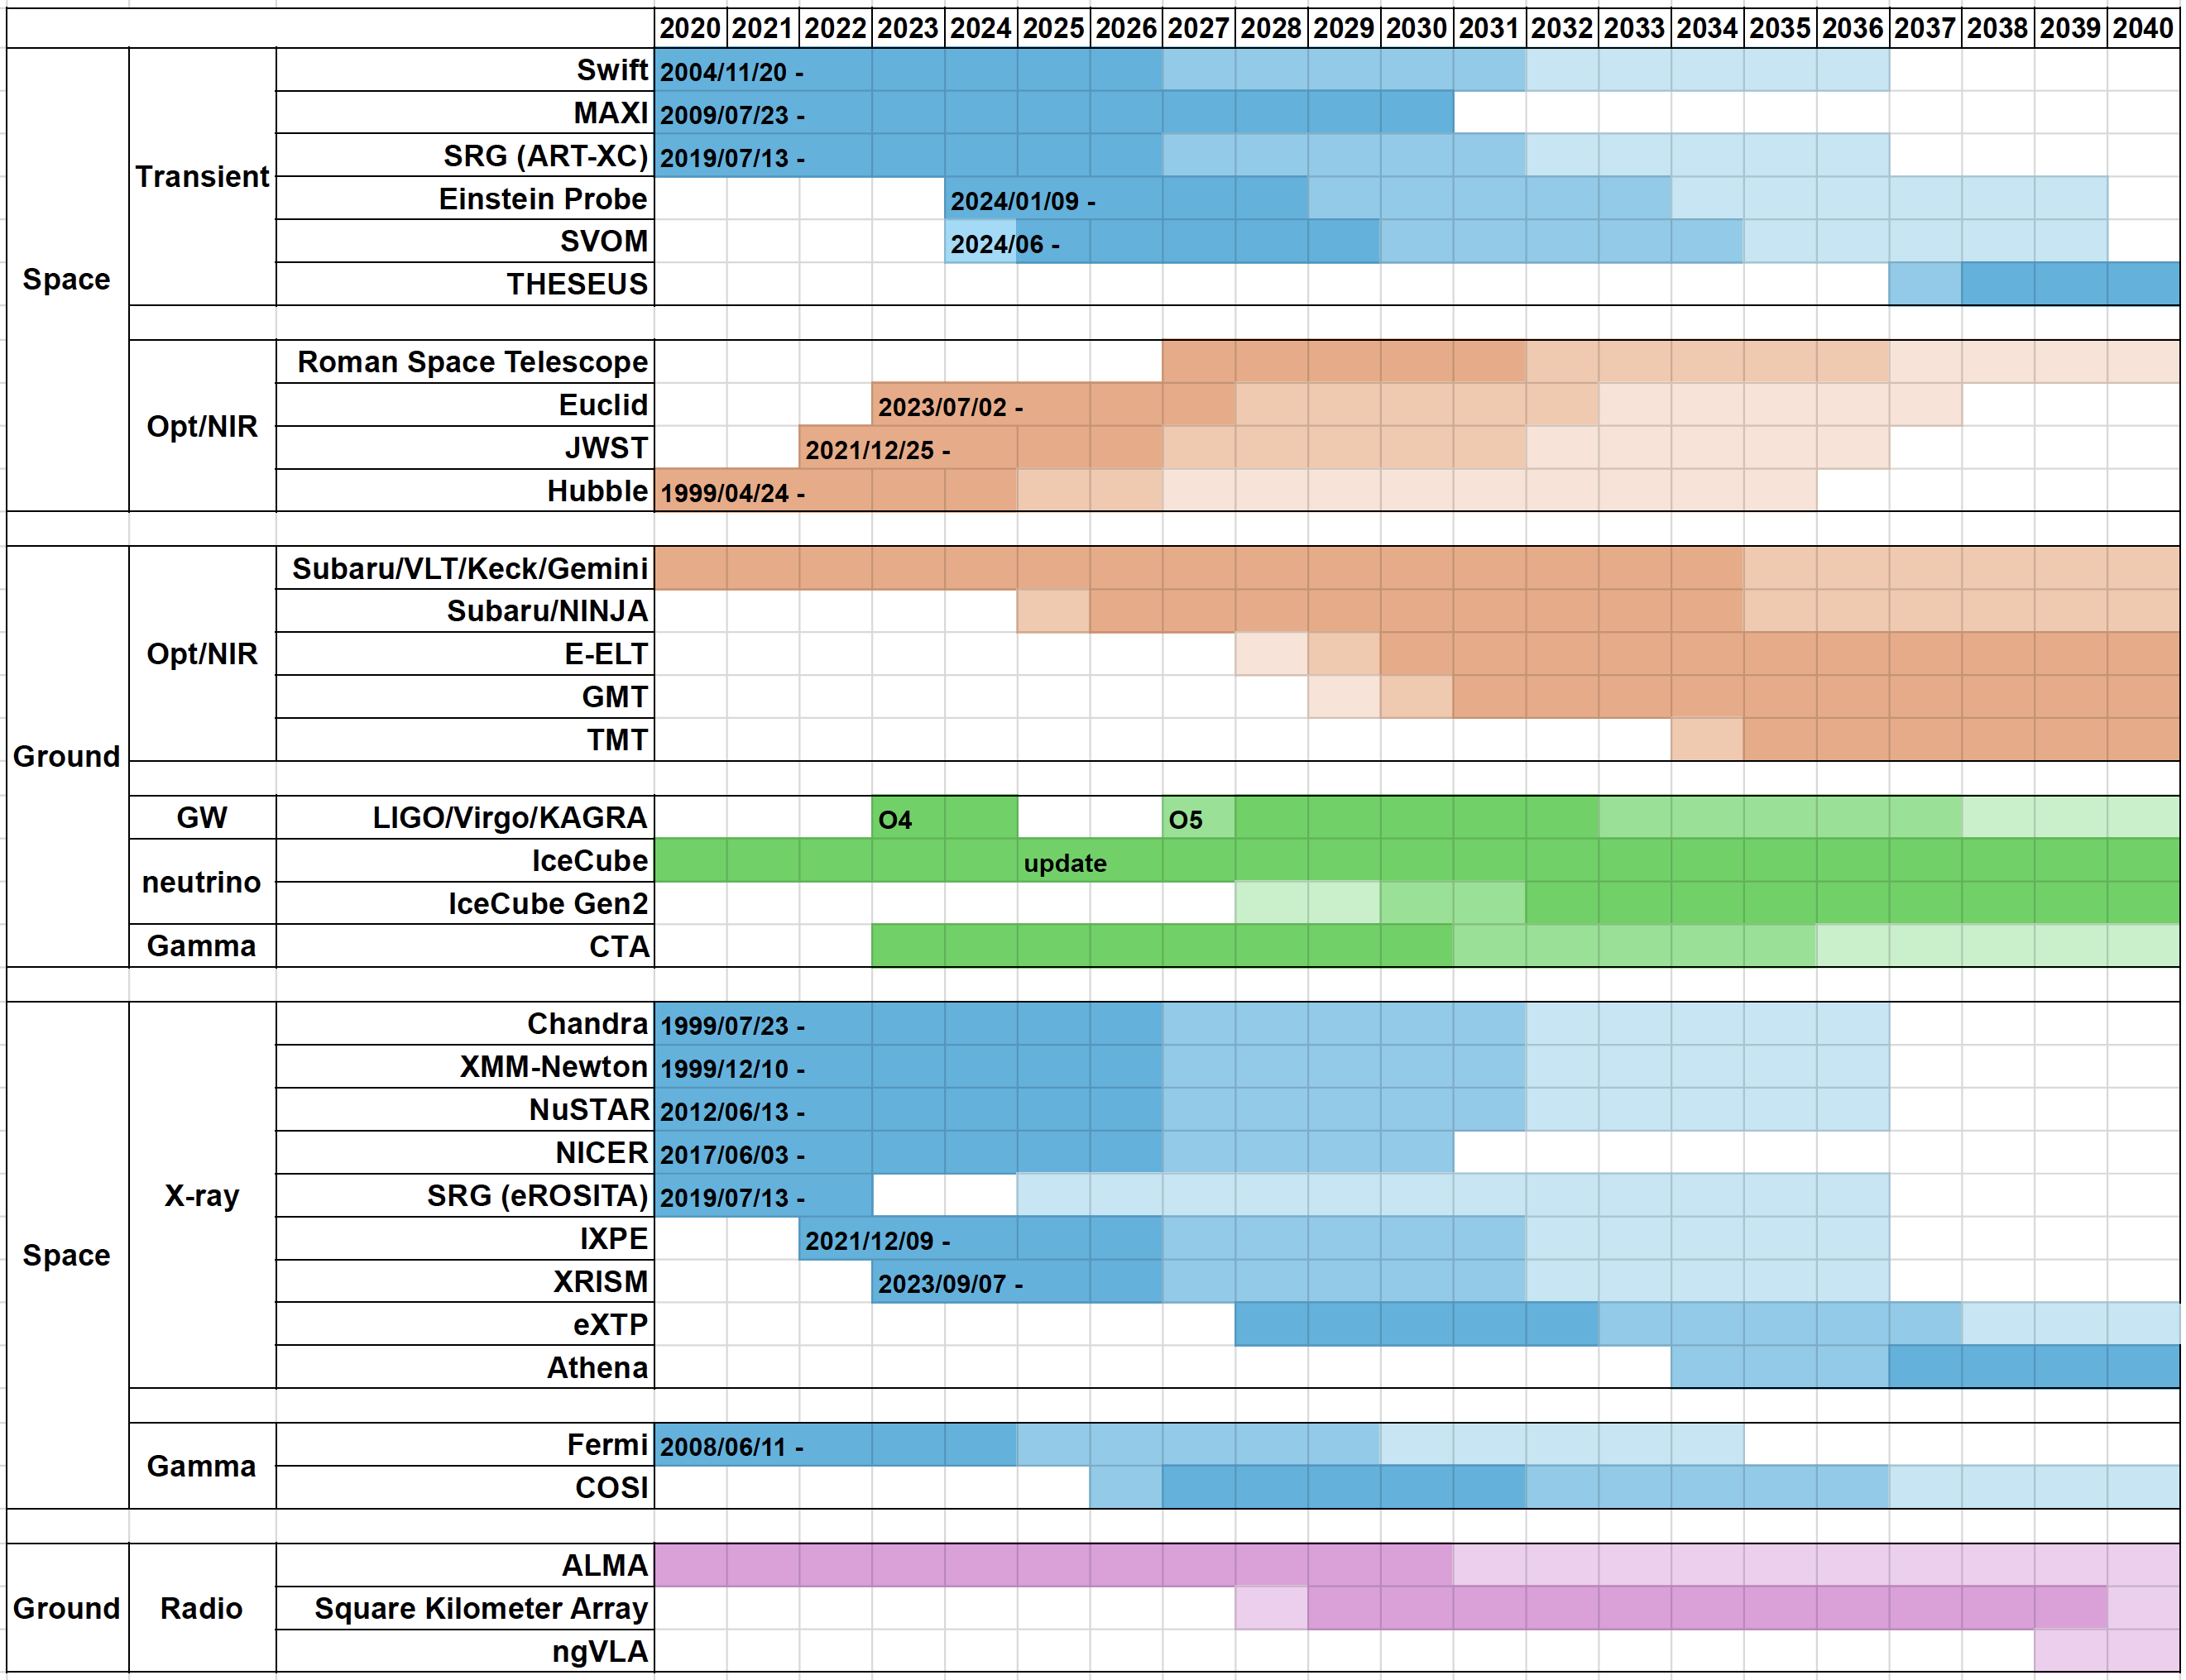 2020 2021 2022 2023 2024 2025 2026 2027 2028 2029 2030 2031 2032 2033 2034 2035 2036 2037 2038 2039 2040
Space
Transient
Swift 2004/11/20 -
MAXI 2009/07/23 -
SRG (ART-XC) 2019/07/13 -
Einstein Probe 2024/01/09 -
SVOM 2024/06 -
THESEUS
Opt/NIR
Roman Space Telescope
Euclid 2023/07/02 -
JWST 2021/12/25 -
Hubble 1999/04/24 -
Ground
Opt/NIR
Subaru/VLT/Keck/Gemini
Subaru/NINJA
E-ELT
GMT
TMT
GW LIGO/Virgo/KAGRA O4 O5
neutrino
IceCube update
IceCube Gen2
Gamma CTA
Space
X-ray
Chandra 1999/07/23 -
XMM-Newton 1999/12/10 -
NuSTAR 2012/06/13 -
NICER 2017/06/03 -
SRG (eROSITA) 2019/07/13 -
IXPE 2021/12/09 -
XRISM 2023/09/07 -
eXTP
Athena
Gamma
Fermi 2008/06/11 -
COSI
Ground
Radio
ALMA
Square Kilometer Array
ngVLA